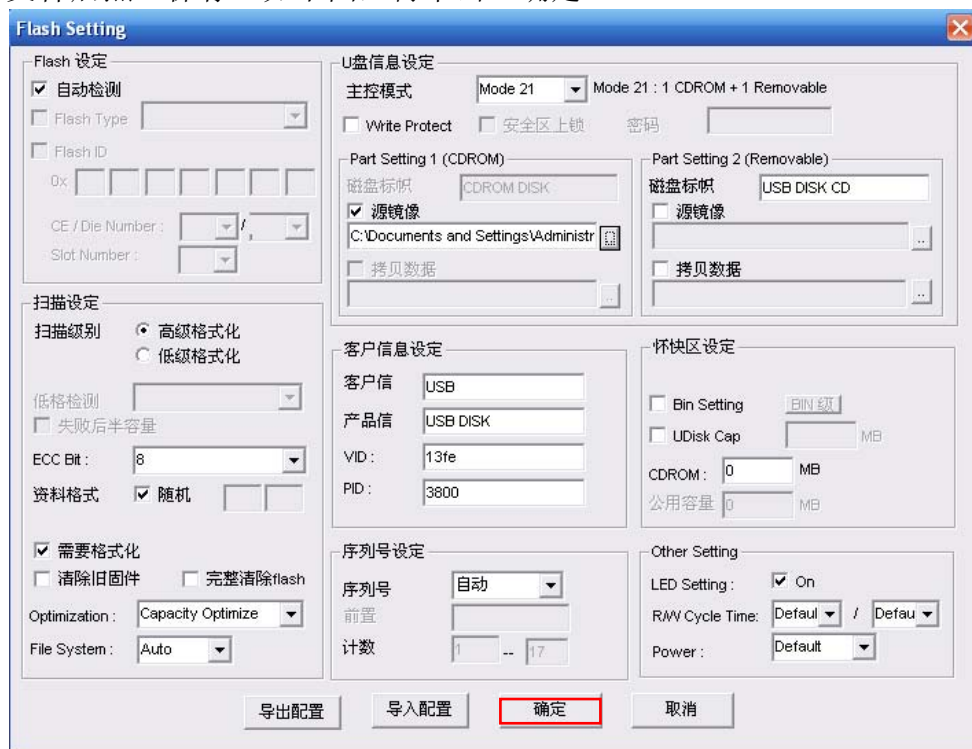 Flash Setting
Flash 设定
自动检测
Flash Type
Flash ID
0x
CE / Die Number :
/
,
Slot Number :
扫描设定
扫描级别
高级格式化
低级格式化
低格检测
失败后半容量
ECC Bit :
8
资料格式
随机
需要格式化
清除旧固件
完整清除flash
Optimization :
Capacity Optimize
File System :
Auto
U盘信息设定
主控模式
Mode 21
Mode 21 : 1 CDROM + 1 Removable
Write Protect
安全区上锁
密码
Part Setting 1 (CDROM)
磁盘标帜
CDROM DISK
源镜像
C:\Documents and Settings\Administr
..
拷贝数据
..
Part Setting 2 (Removable)
磁盘标帜
USB DISK CD
源镜像
..
拷贝数据
..
客户信息设定
客户信
USB
产品信
USB DISK
VID :
13fe
PID :
3800
怀快区设定
Bin Setting
BIN 级
UDisk Cap
MB
CDROM :
0
MB
公用容量
0
MB
序列号设定
序列号
自动
前置
计数
1
--
17
Other Setting
LED Setting :
On
R/W Cycle Time:
Defaul
/
Defau
Power :
Default
导出配置
导入配置
确定
取消